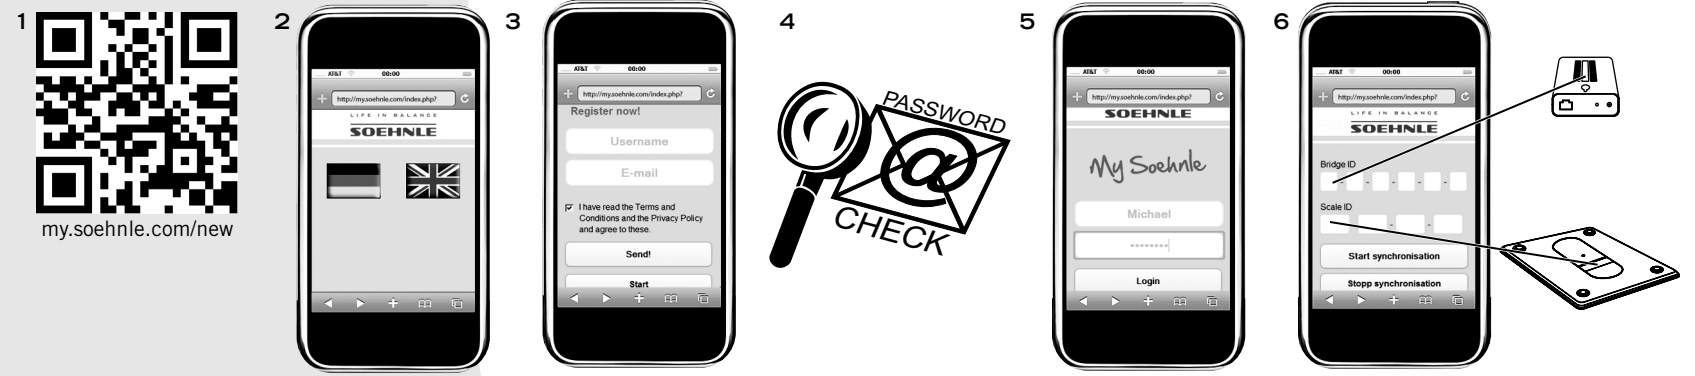 1
my.soehnle.com/new
2
AT&T 00:00
http://my.soehnle.com/index.php?
LIFE IN BALANCE
SOEHNLE
3
AT&T 00:00
http://my.soehnle.com/index.php?
Register now!
Username
E-mail
I have read the Terms and
Conditions and the Privacy Policy
and agree to these.
Send!
Start
4
PASSWORD
@
CHECK
5
AT&T 00:00
http://my.soehnle.com/index.php?
SOEHNLE
My Soehnle
Michael
********
Login
6
AT&T 00:00
http://my.soehnle.com/index.php?
LIFE IN BALANCE
SOEHNLE
Bridge ID
- - - - -
Scale ID
- - -
Start synchronisation
Stopp synchronisation